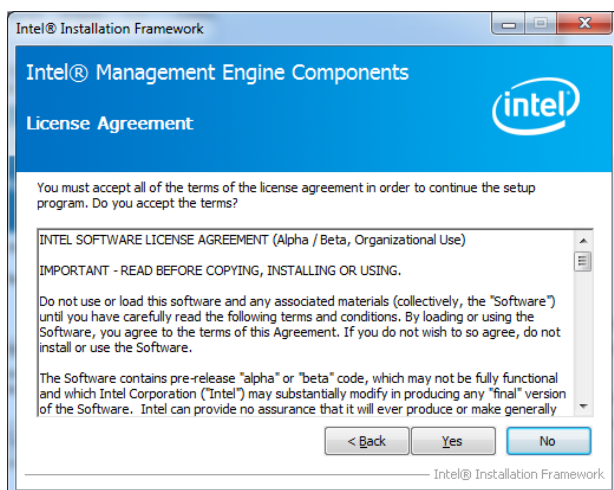 Intel® Installation Framework
Intel® Management Engine Components
License Agreement
intel
You must accept all of the terms of the license agreement in order to continue the setup
program. Do you accept the terms?
INTEL SOFTWARE LICENSE AGREEMENT (Alpha / Beta, Organizational Use)
IMPORTANT - READ BEFORE COPYING, INSTALLING OR USING.
Do not use or load this software and any associated materials (collectively, the "Software")
until you have carefully read the following terms and conditions. By loading or using the
Software, you agree to the terms of this Agreement. If you do not wish to so agree, do not
install or use the Software.
The Software contains pre-release "alpha" or "beta" code, which may not be fully functional
and which Intel Corporation ("Intel") may substantially modify in producing any "final" version
of the Software.  Intel can provide no assurance that it will ever produce or make generally
< Back
Yes
No
Intel® Installation Framework